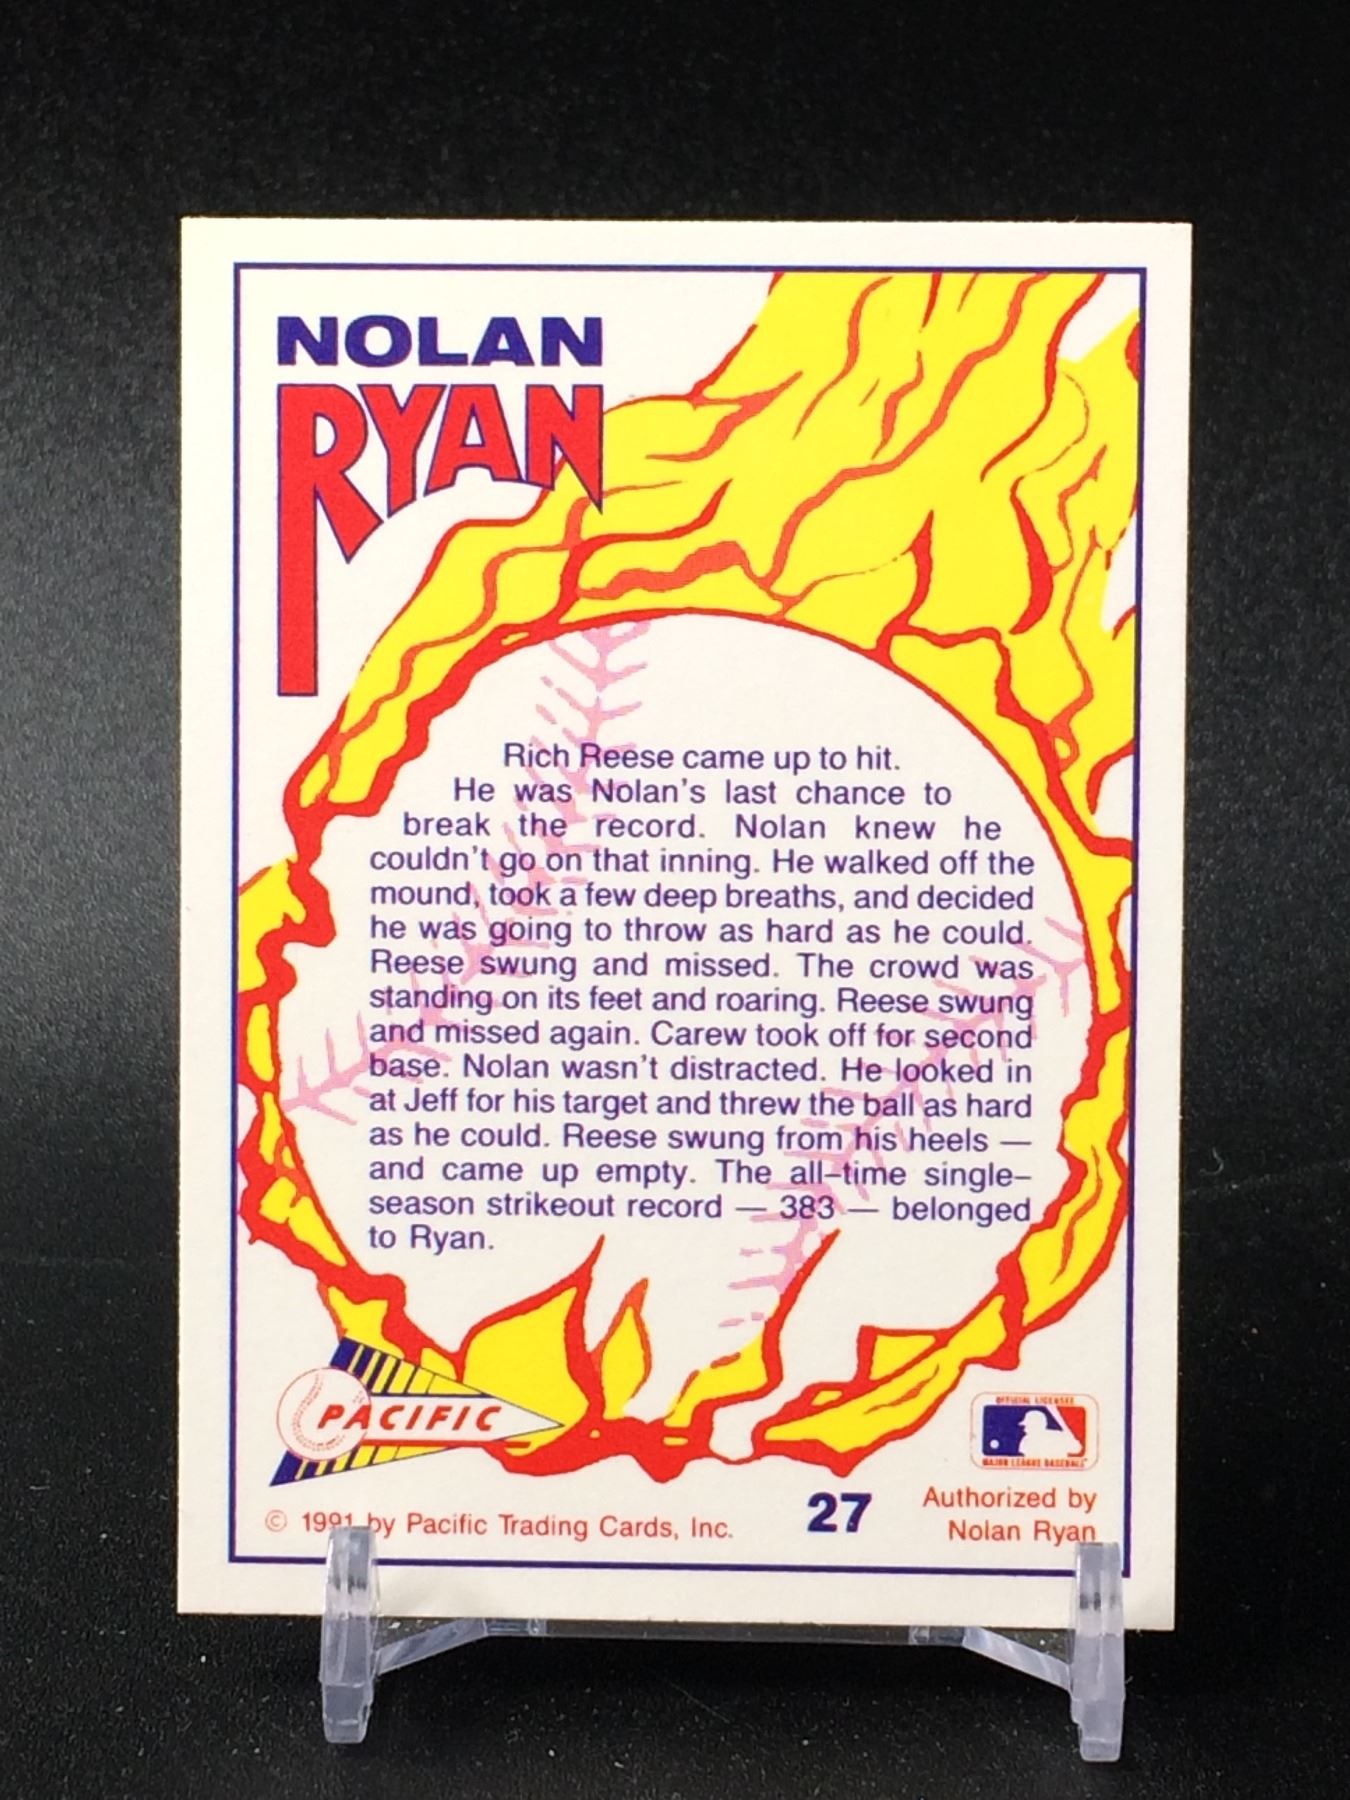 NOLAN
RYAN
Rich Reese came up to hit.
He was Nolan's last chance to
break the record. Nolan knew he
couldn't go on that inning. He walked off the
mound, took a few deep breaths, and decided
he was going to throw as hard as he could.
Reese swung and missed. The crowd was
standing on its feet and roaring. Reese swung
and missed again. Carew took off for second
base. Nolan wasn't distracted. He looked in
at Jeff for his target and threw the ball as hard
as he could. Reese swung from his heels —
and came up empty. The all-time single-
season strikeout record — 383 — belonged
to Ryan.
PACIFIC
OFFICIAL LICENSEE
MAJOR LEAGUE BASEBALL
© 1991 by Pacific Trading Cards, Inc.
27
Authorized by
Nolan Ryan